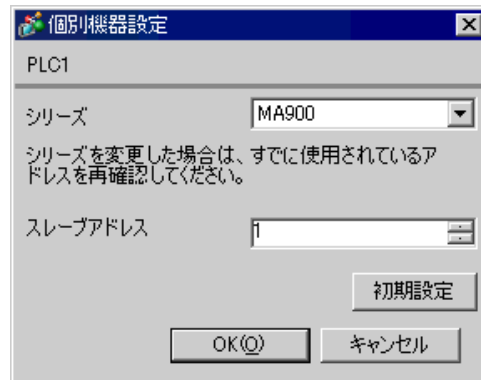 個別機器設定
PLC1
シリーズ MA900
シリーズを変更した場合は、すでに使用されているア
ドレスを再確認してください。
スレーブアドレス 1
初期設定
OK(O) キャンセル